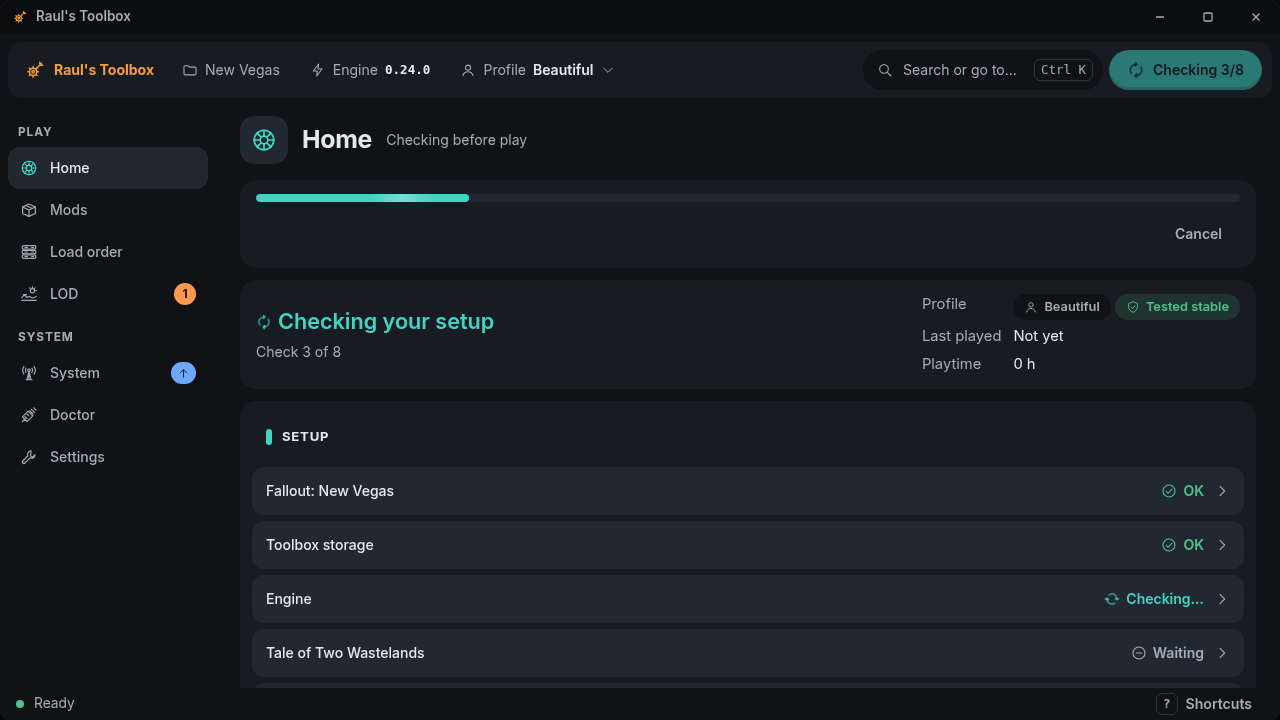 Raul's Toolbox
Raul's Toolbox
New Vegas
Engine 0.24.0
Profile Beautiful
Search or go to...
Ctrl K
Checking 3/8
PLAY
Home
Mods
Load order
LOD
1
SYSTEM
System
Doctor
Settings
Home
Checking before play
Cancel
Checking your setup
Check 3 of 8
Profile
Beautiful
Tested stable
Last played
Not yet
Playtime
0 h
SETUP
Fallout: New Vegas
OK
Toolbox storage
OK
Engine
Checking...
Tale of Two Wastelands
Waiting
Ready
? Shortcuts